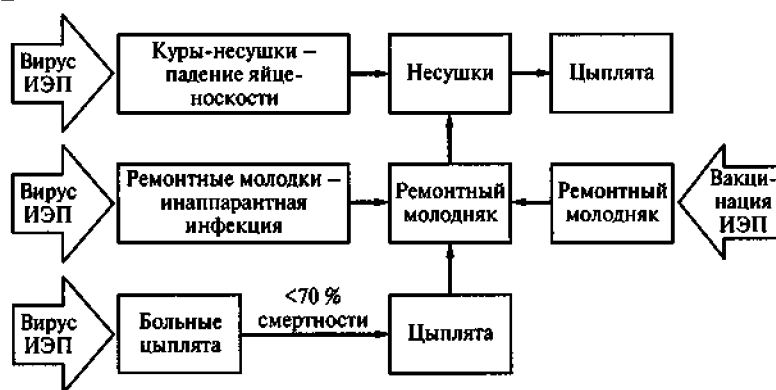 Вирус
ИЭП
Куры-несушки –
падение яйце-
носкости
Несушки
Цыплята
Вирус
ИЭП
Ремонтные молодки –
инаппарантная
инфекция
Ремонтный
молодняк
Ремонтный
молодняк
Вакци-
нация
ИЭП
Вирус
ИЭП
Больные
цыплята
<70 %
смертности
Цыплята